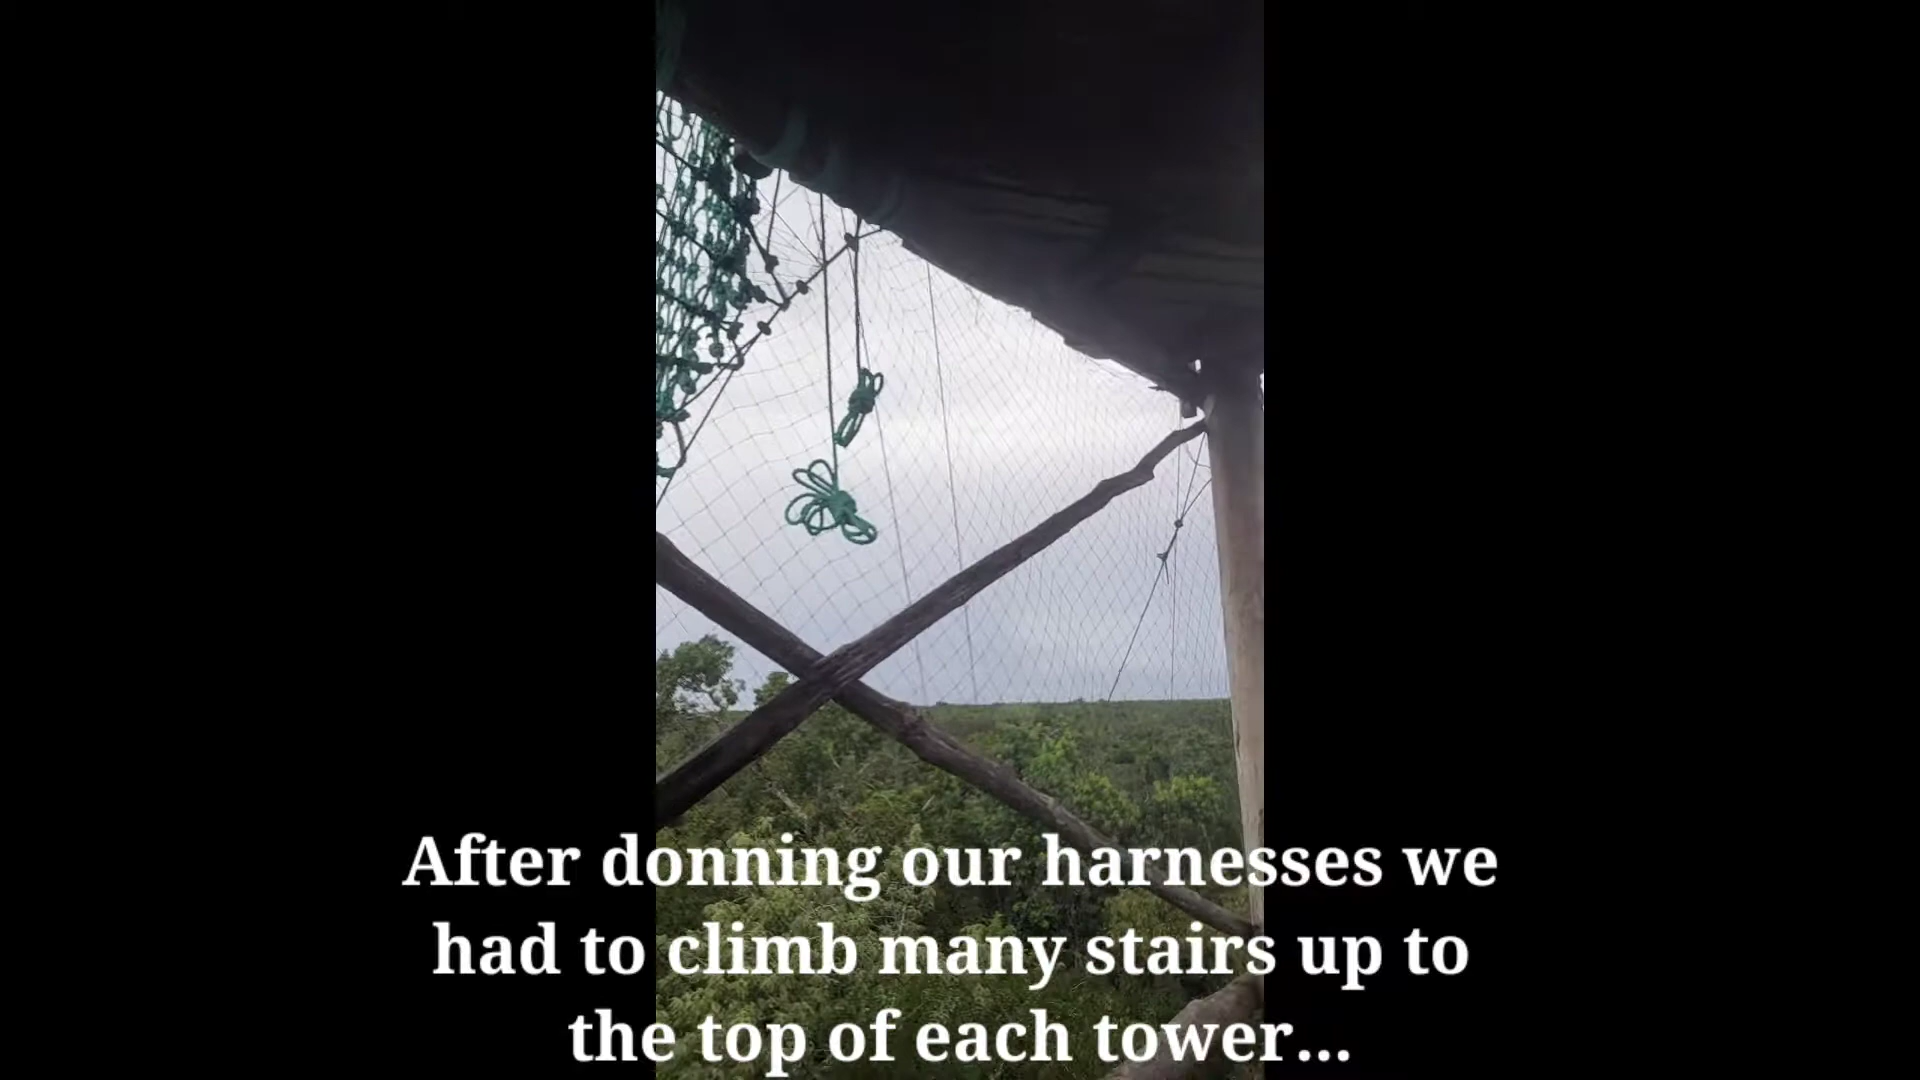 After donning our harnesses we
had to climb many stairs up to
the top of each tower...